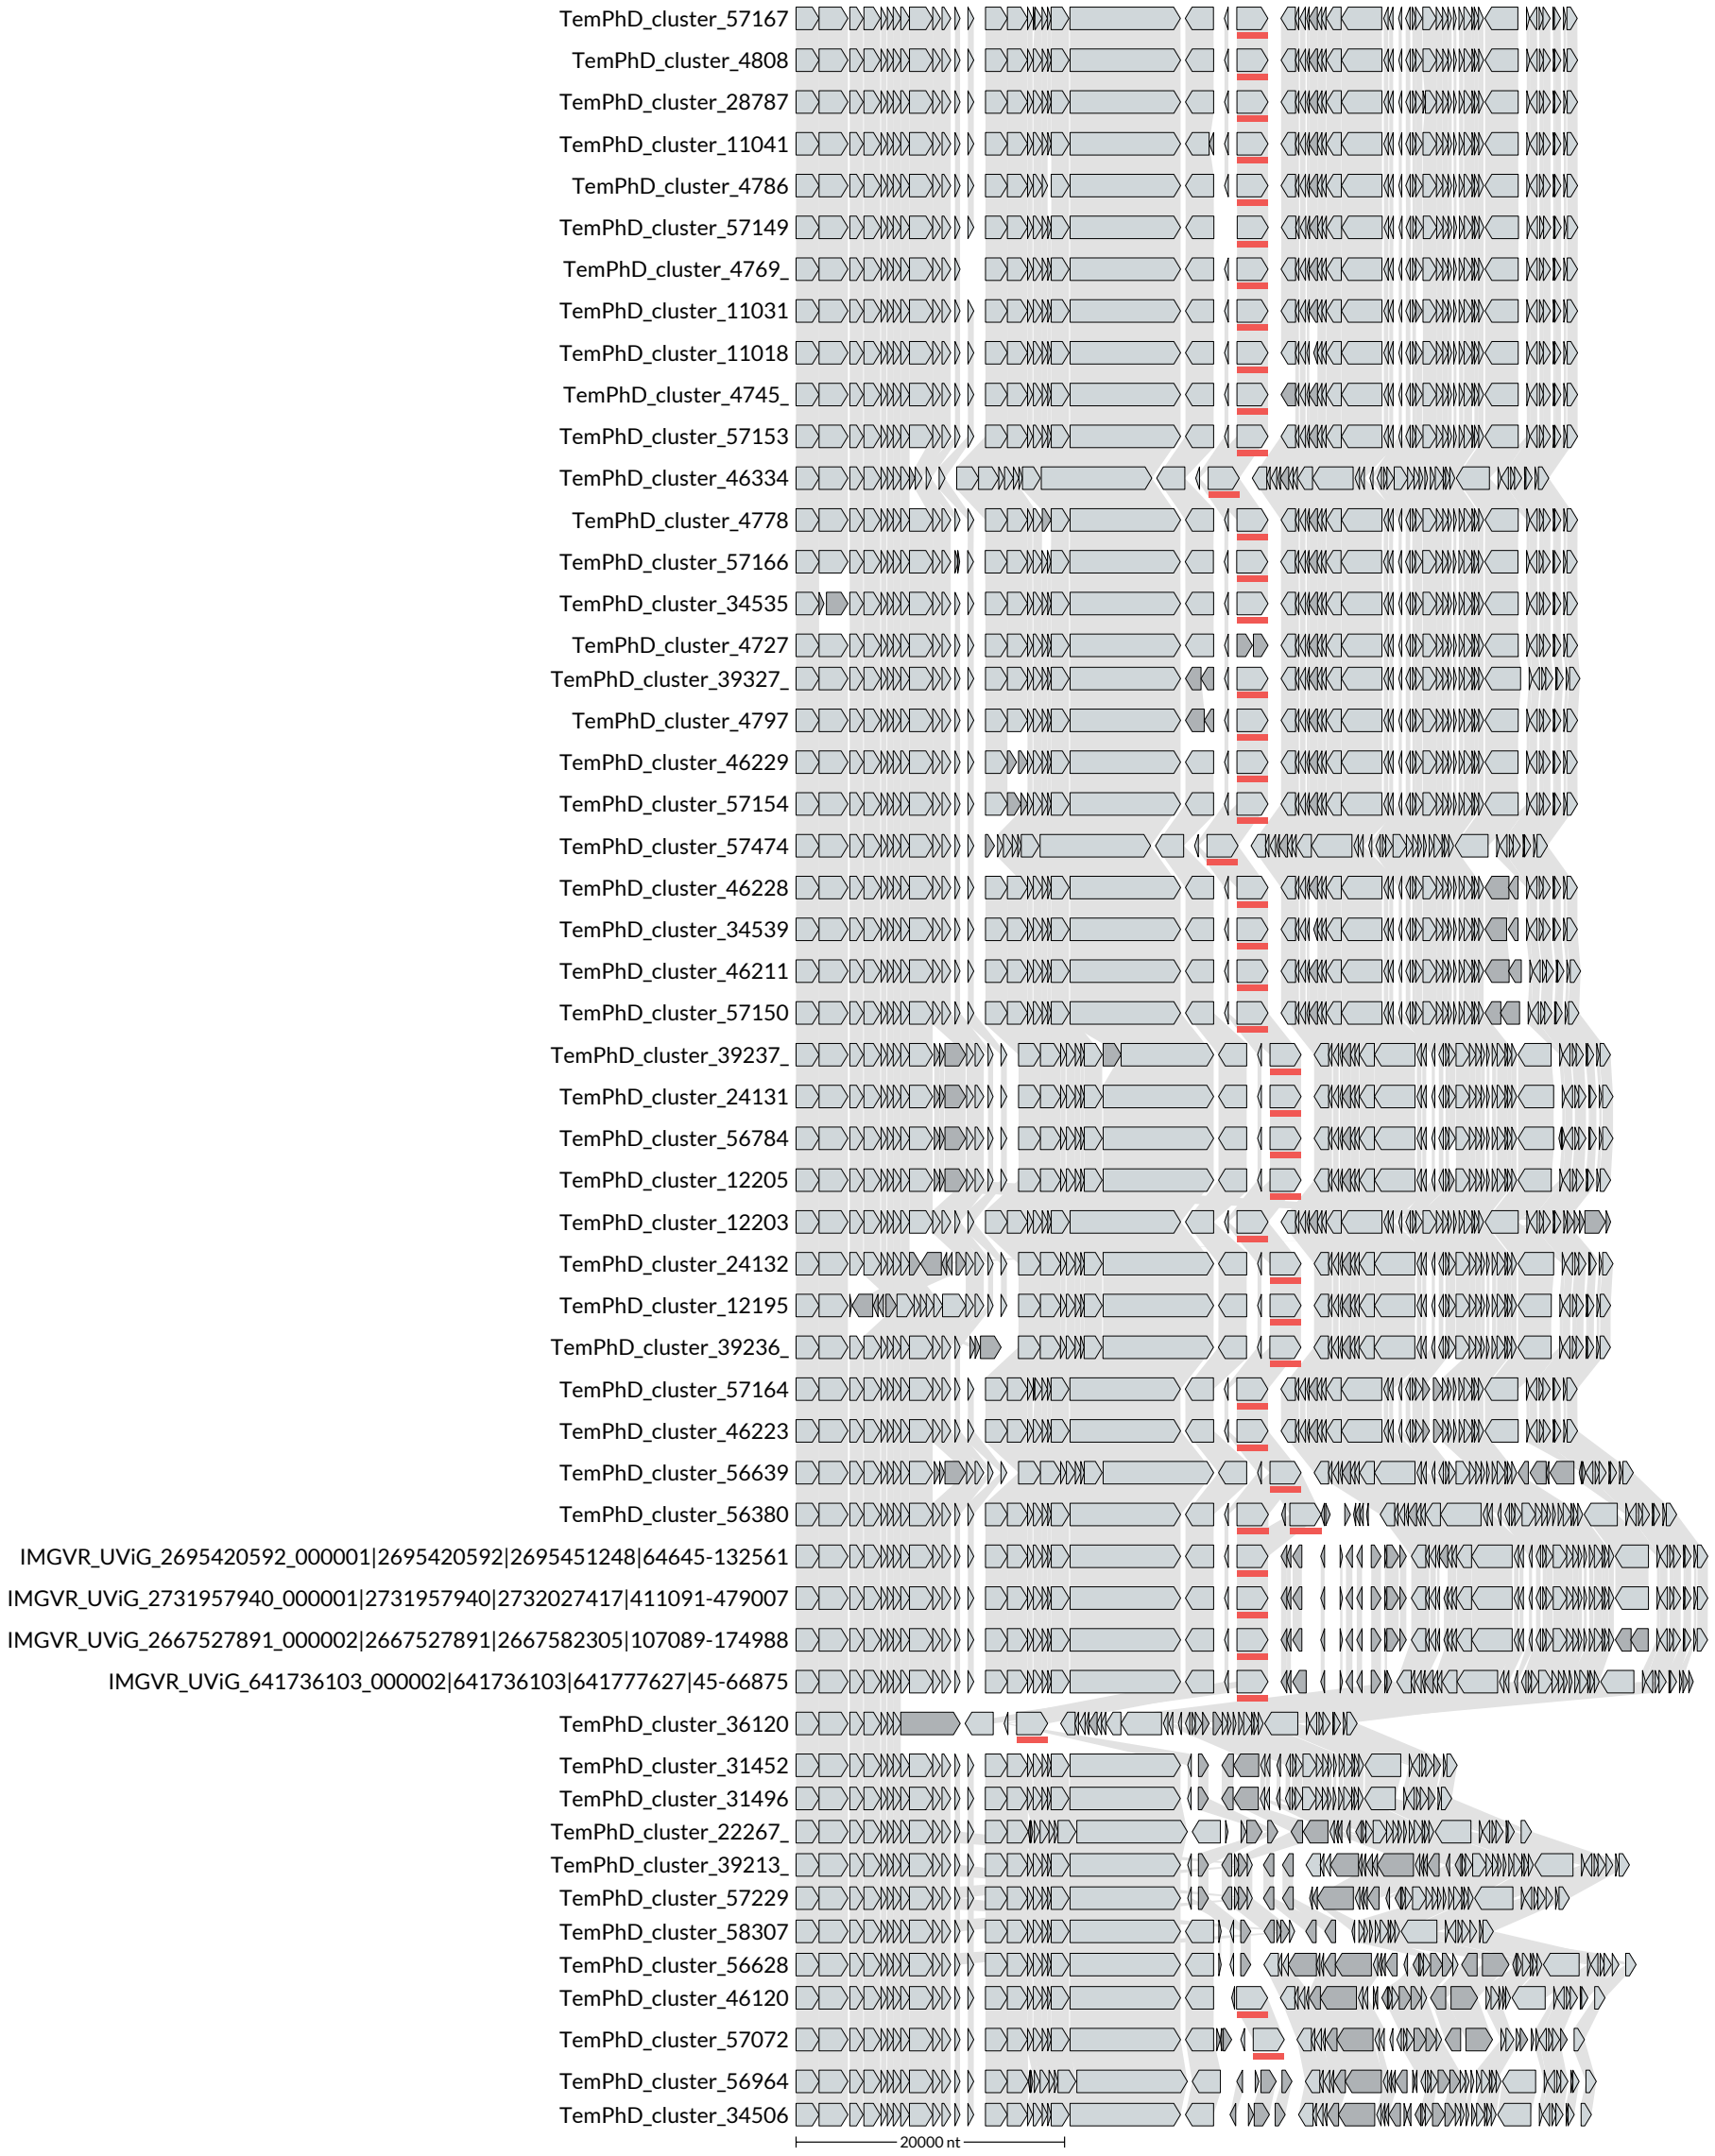 TemPhD_cluster_57167
TemPhD_cluster_4808
TemPhD_cluster_28787
TemPhD_cluster_11041
TemPhD_cluster_4786
TemPhD_cluster_57149
TemPhD_cluster_4769_
TemPhD_cluster_11031
TemPhD_cluster_11018
TemPhD_cluster_4745_
TemPhD_cluster_57153
TemPhD_cluster_46334
TemPhD_cluster_4778
TemPhD_cluster_57166
TemPhD_cluster_34535
TemPhD_cluster_4727
TemPhD_cluster_39327_
TemPhD_cluster_4797
TemPhD_cluster_46229
TemPhD_cluster_57154
TemPhD_cluster_57474
TemPhD_cluster_46228
TemPhD_cluster_34539
TemPhD_cluster_46211
TemPhD_cluster_57150
TemPhD_cluster_39237_
TemPhD_cluster_24131
TemPhD_cluster_56784
TemPhD_cluster_12205
TemPhD_cluster_12203
TemPhD_cluster_24132
TemPhD_cluster_12195
TemPhD_cluster_39236_
TemPhD_cluster_57164
TemPhD_cluster_46223
TemPhD_cluster_56639
TemPhD_cluster_56380
IMGVR_UViG_2695420592_000001|2695420592|2695451248|64645-132561
IMGVR_UViG_2731957940_000001|2731957940|2732027417|411091-479007
IMGVR_UViG_2667527891_000002|2667527891|2667582305|107089-174988
IMGVR_UViG_641736103_000002|641736103|641777627|45-66875
TemPhD_cluster_36120
TemPhD_cluster_31452
TemPhD_cluster_31496
TemPhD_cluster_22267_
TemPhD_cluster_39213_
TemPhD_cluster_57229
TemPhD_cluster_58307
TemPhD_cluster_56628
TemPhD_cluster_46120
TemPhD_cluster_57072
TemPhD_cluster_56964
TemPhD_cluster_34506
20000 nt